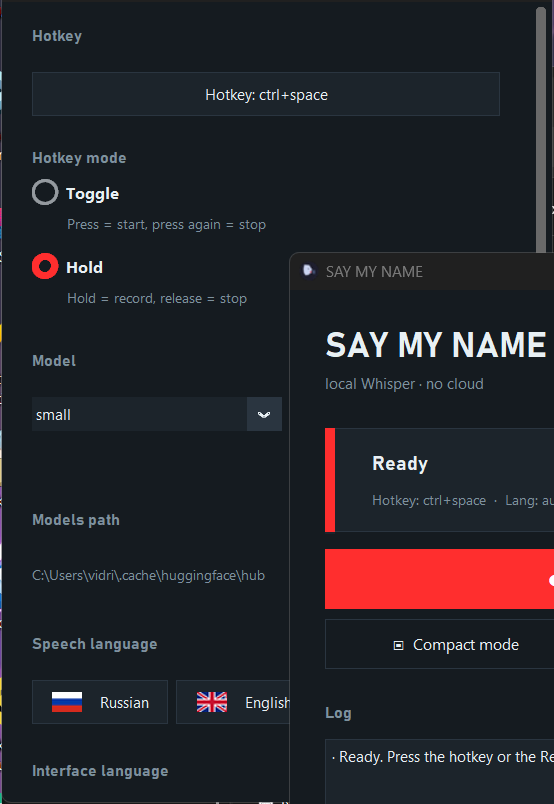 Hotkey
Hotkey: ctrl+space
Hotkey mode
Toggle
Press = start, press again = stop
Hold
Hold = record, release = stop
Model
small
Models path
C:\Users\vidri\.cache\huggingface\hub
Speech language
Russian
English
Interface language
SAY MY NAME
SAY MY NAME
local Whisper · no cloud
Ready
Hotkey: ctrl+space · Lang: au
Compact mode
Log
· Ready. Press the hotkey or the Re